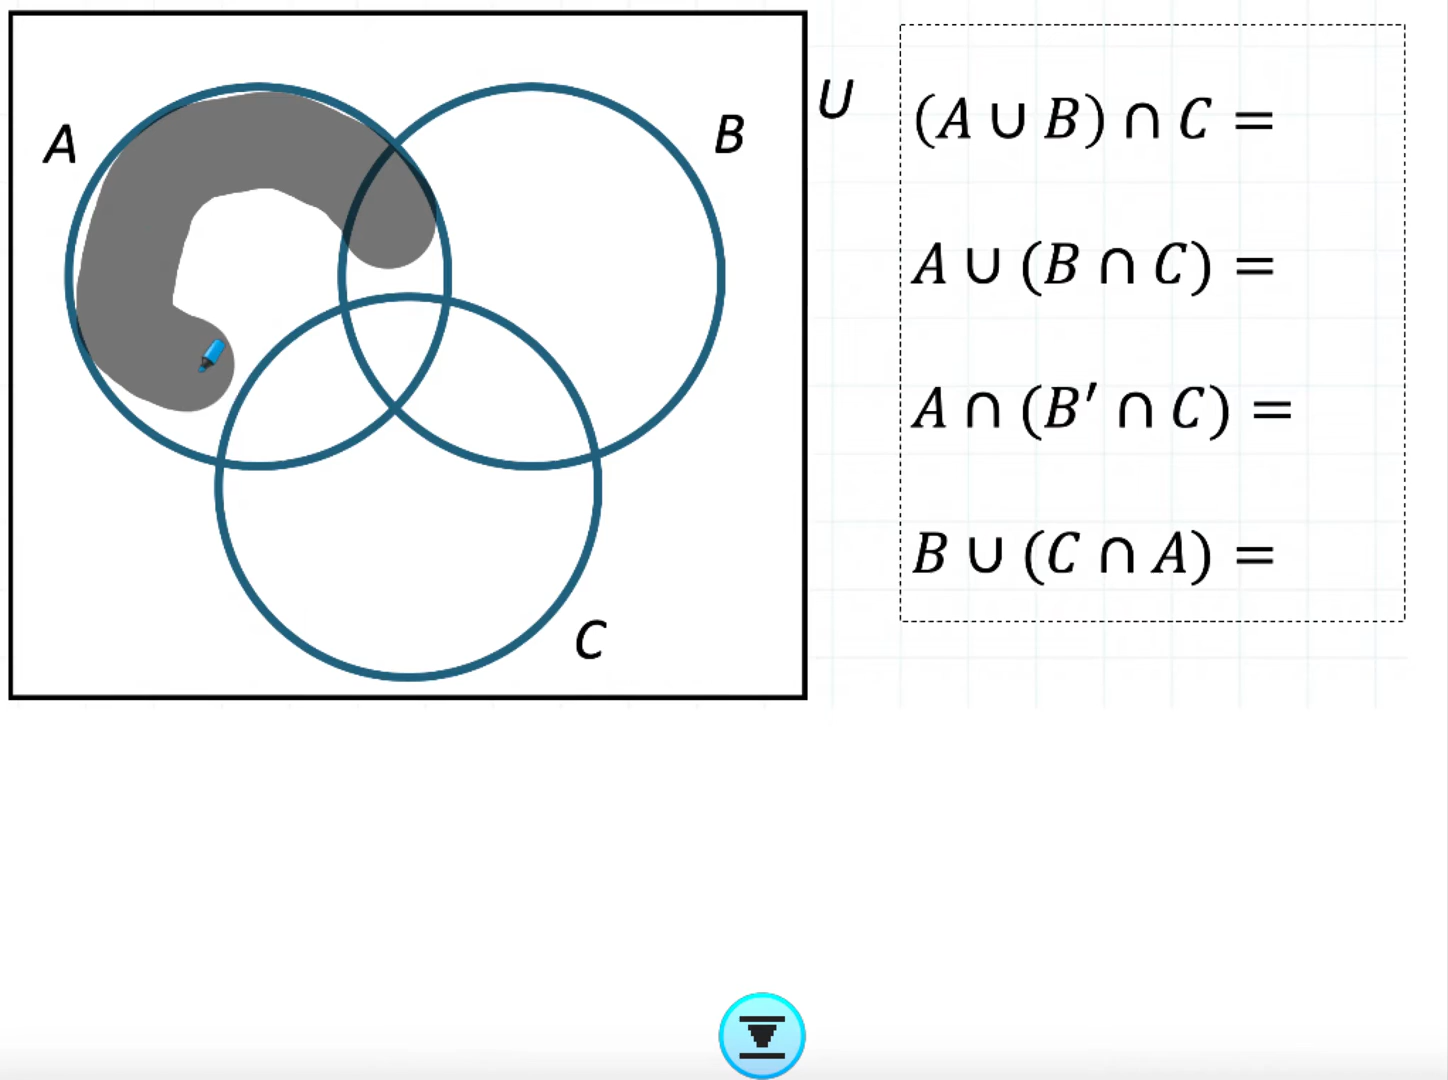 A
B
U
C
(A ∪ B) ∩ C =
A ∪ (B ∩ C) =
A ∩ (B′ ∩ C) =
B ∪ (C ∩ A) =